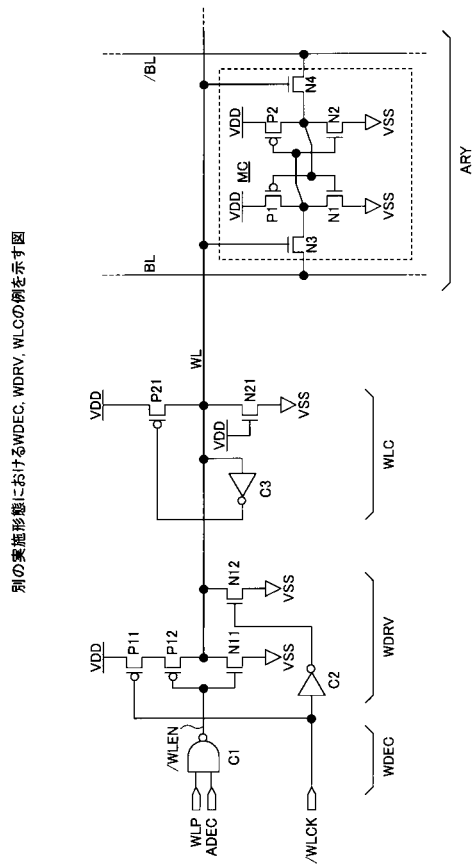 別の実施形態におけるWDEC, WDRV, WLCの例を示す図
WLP
ADEC
/WLCK
/WLEN
C1
WDEC
VDD
P11
P12
N11
VSS
C2
N12
VSS
WDRV
VDD
P21
C3
VDD
N21
VSS
WLC
WL
BL
/BL
MC
VDD
P1
N1
VSS
N3
VDD
P2
N2
VSS
N4
ARY